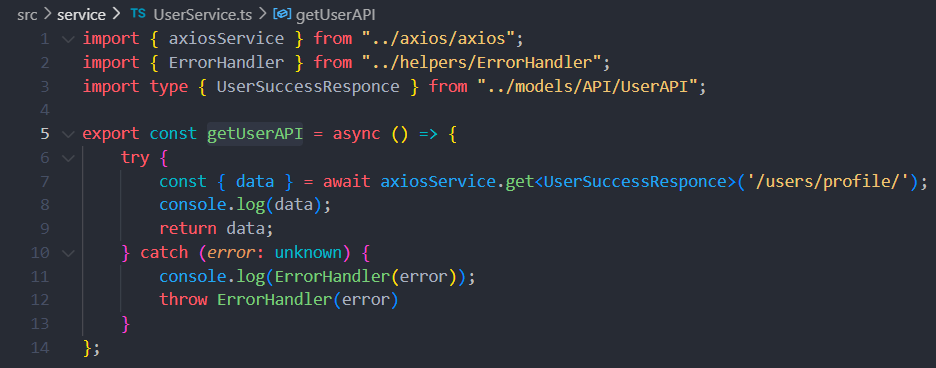 src > service > TS UserService.ts > getUserAPI
1 import { axiosService } from "../axios/axios";
2 import { ErrorHandler } from "../helpers/ErrorHandler";
3 import type { UserSuccessResponce } from "../models/API/UserAPI";
4
5 export const getUserAPI = async () => {
6 try {
7 const { data } = await axiosService.get<UserSuccessResponce>('/users/profile/');
8 console.log(data);
9 return data;
10 } catch (error: unknown) {
11 console.log(ErrorHandler(error));
12 throw ErrorHandler(error)
13 }
14 };